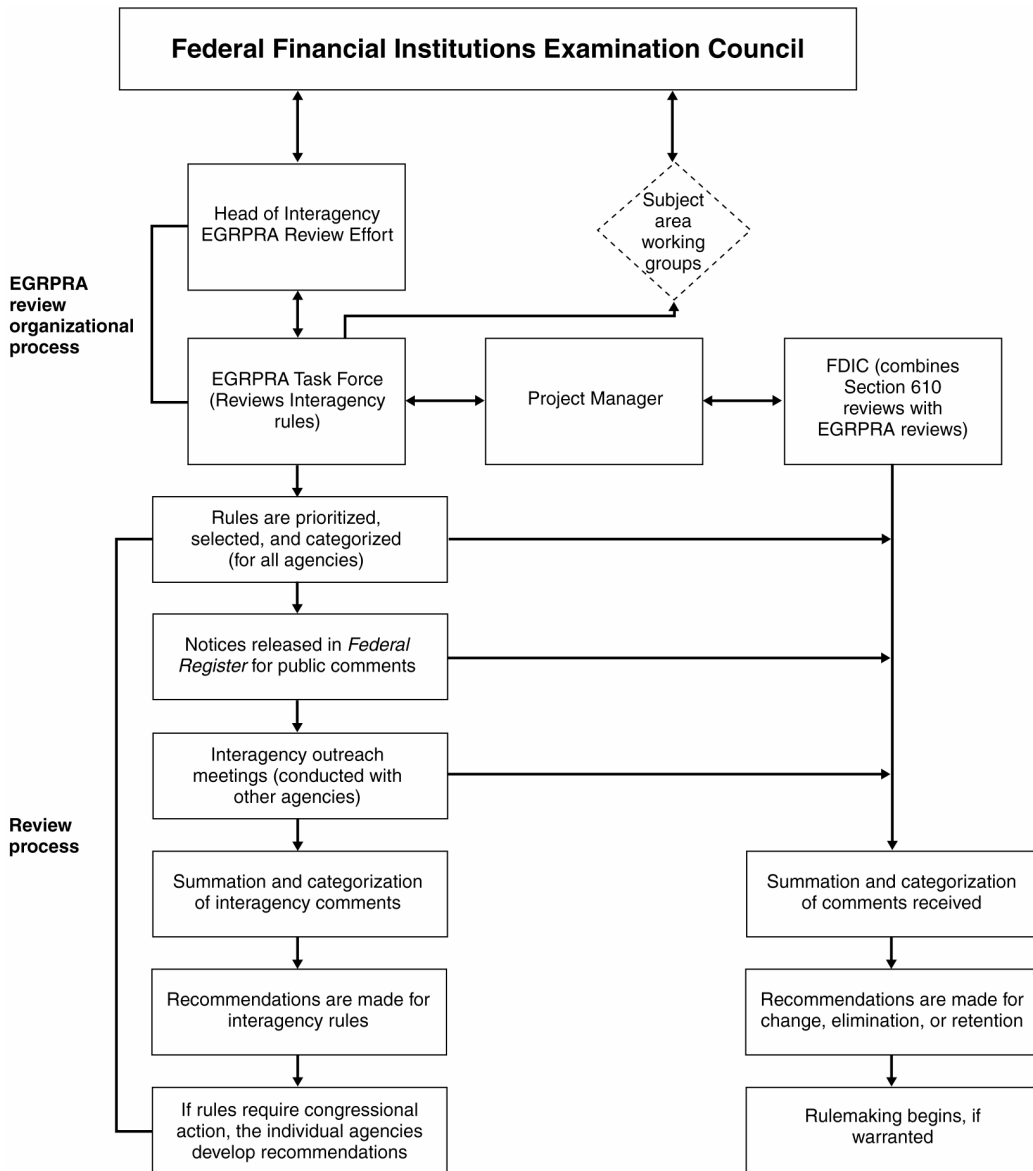 Federal Financial Institutions Examination Council
Head of Interagency
EGRPRA Review Effort
Subject
area
working
groups
EGRPRA
review
organizational
process
EGRPRA Task Force
(Reviews Interagency
rules)
Project Manager
FDIC (combines
Section 610
reviews with
EGRPRA reviews)
Rules are prioritized,
selected, and categorized
(for all agencies)
Notices released in Federal
Register for public comments
Interagency outreach
meetings (conducted with
other agencies)
Review
process
Summation and categorization
of interagency comments
Summation and categorization
of comments received
Recommendations are made for
interagency rules
Recommendations are made for
change, elimination, or retention
If rules require congressional
action, the individual agencies
develop recommendations
Rulemaking begins, if
warranted